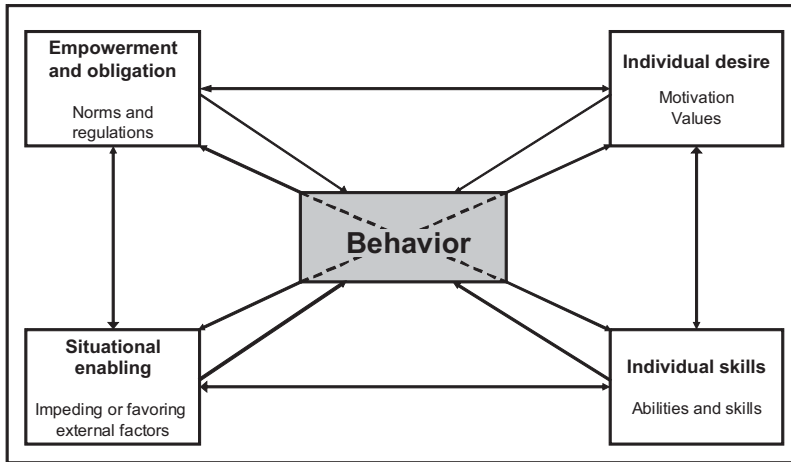 Empowerment
and obligation
Norms and
regulations
Individual desire
Motivation
Values
Behavior
Situational
enabling
Impeding or favoring
external factors
Individual skills
Abilities and skills